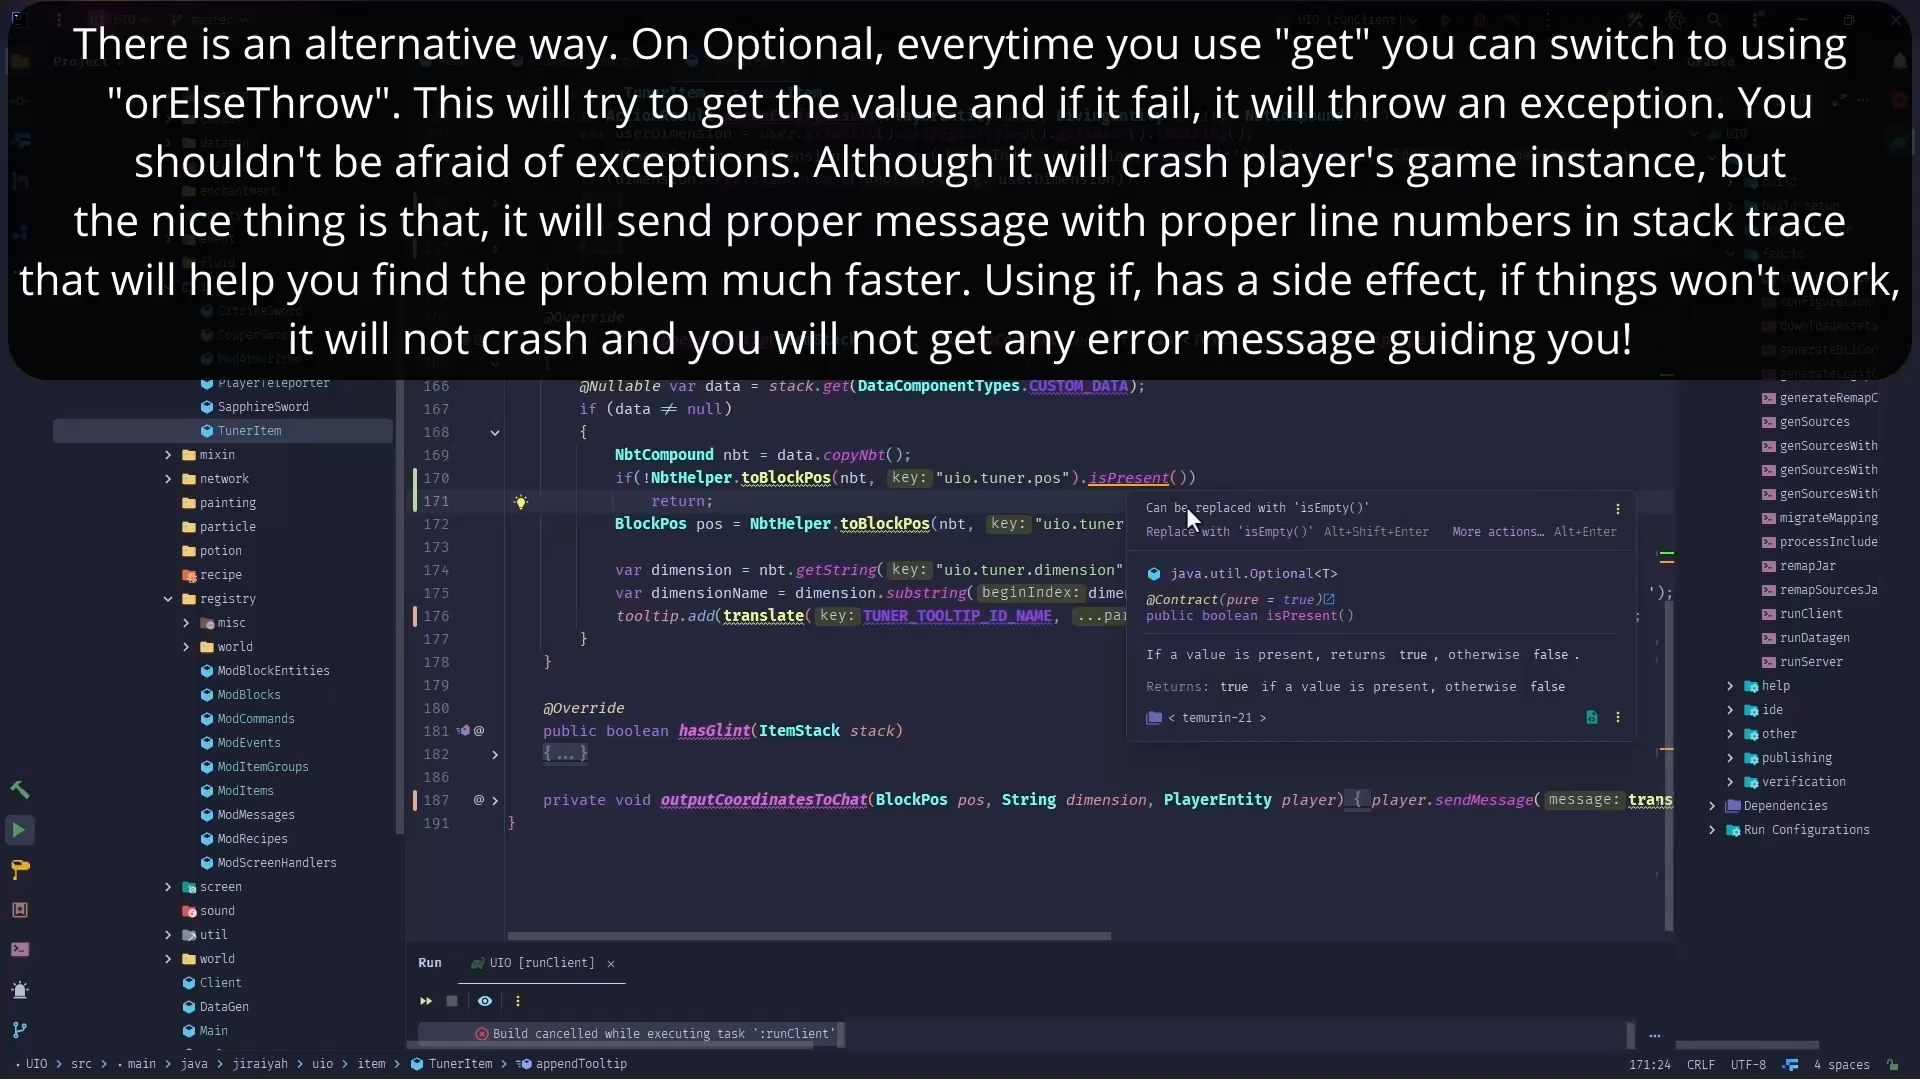 There is an alternative way. On Optional, everytime you use "get" you can switch to using
"orElseThrow". This will try to get the value and if it fail, it will throw an exception. You
shouldn't be afraid of exceptions. Although it will crash player's game instance, but
the nice thing is that, it will send proper message with proper line numbers in stack trace
that will help you find the problem much faster. Using if, has a side effect, if things won't work,
it will not crash and you will not get any error message guiding you!
PlayerTeleporter
SapphireSword
TunerItem
mixin
network
painting
particle
potion
recipe
registry
misc
world
ModBlockEntities
ModBlocks
ModCommands
ModEvents
ModItemGroups
ModItems
ModMessages
ModRecipes
ModScreenHandlers
screen
sound
util
world
Client
DataGen
Main
166 @Nullable var data = stack.get(DataComponentTypes.CUSTOM_DATA);
167 if (data ≠ null)
168 {
169 NbtCompound nbt = data.copyNbt();
170 if(!NbtHelper.toBlockPos(nbt, key: "uio.tuner.pos").isPresent())
171 return;
172 BlockPos pos = NbtHelper.toBlockPos(nbt, key: "uio.tuner
173
174 var dimension = nbt.getString( key: "uio.tuner.dimension"
175 var dimensionName = dimension.substring( beginIndex: dime
');
176 tooltip.add(translate( key: TUNER_TOOLTIP_ID_NAME, ...par
;
177 }
178 }
179
180 @Override
181 @ public boolean hasGlint(ItemStack stack)
182 {...}
186
187 @ private void outputCoordinatesToChat(BlockPos pos, String dimension, PlayerEntity player) { player.sendMessage( message: trans
191 }
Can be replaced with 'isEmpty()'
Replace with 'isEmpty()' Alt+Shift+Enter More actions... Alt+Enter
java.util.Optional<T>
@Contract(pure = true)
public boolean isPresent()
If a value is present, returns true, otherwise false.
Returns: true if a value is present, otherwise false
< temurin-21 >
generateRemapC
genSources
genSourcesWith
genSourcesWith
genSourcesWith
migrateMapping
processInclude
remapJar
remapSourcesJa
runClient
runDatagen
runServer
help
ide
other
publishing
verification
Dependencies
Run Configurations
Run UIO [runClient] ×
Build cancelled while executing task ':runClient'
UIO > src > main > java > jiraiyah > uio > item > TunerItem > appendTooltip
171:24 CRLF UTF-8 4 spaces